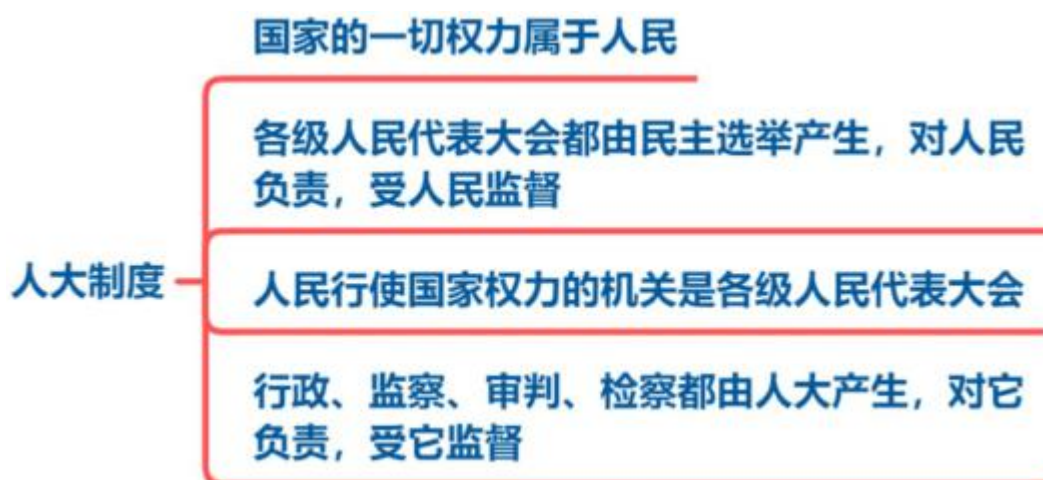 国家的一切权力属于人民
各级人民代表大会都由民主选举产生，对人民
负责，受人民监督
人大制度
人民行使国家权力的机关是各级人民代表大会
行政、监察、审判、检察都由人大产生，对它
负责，受它监督